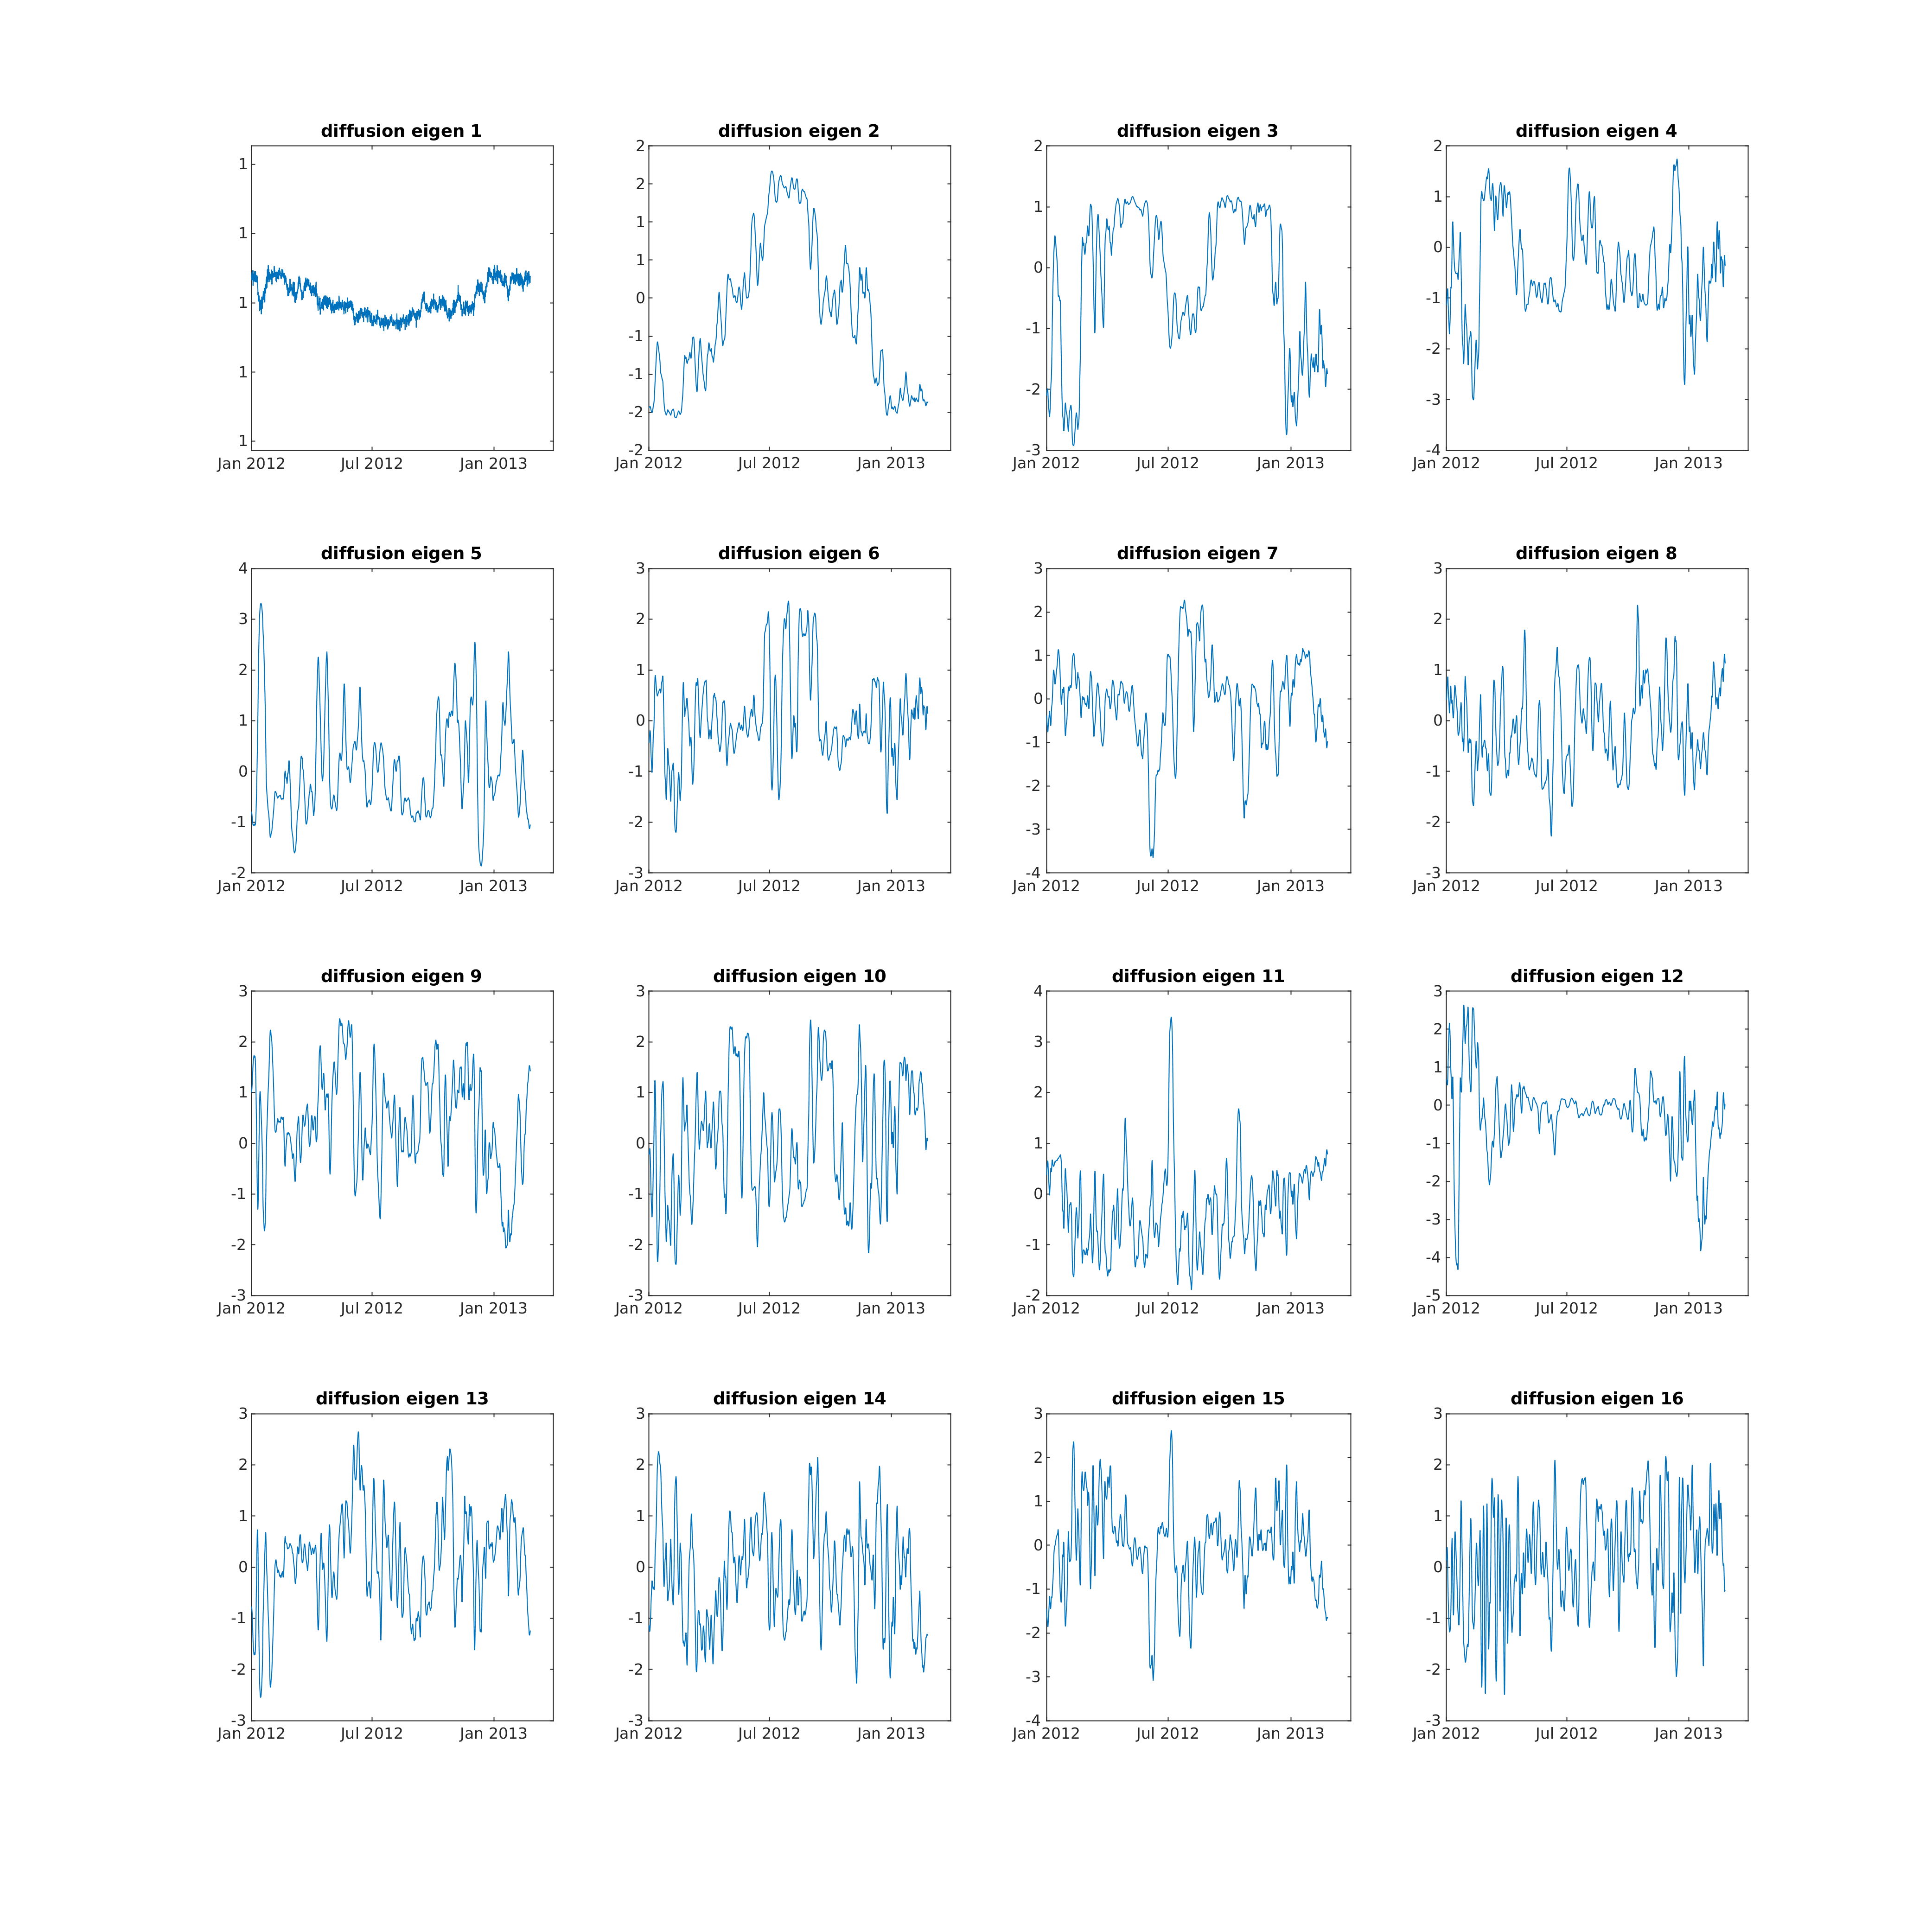 diffusion eigen 1 diffusion eigen 2 diffusion eigen 3 diffusion eigen 4
1 2 2 2
1 2 1 1
1 1 0 0
1 1 -1 -1
1 0 -2 -2
-1 -3 -3
-1 -4
-2
-2
Jan 2012 Jul 2012 Jan 2013 Jan 2012 Jul 2012 Jan 2013 Jan 2012 Jul 2012 Jan 2013 Jan 2012 Jul 2012 Jan 2013
diffusion eigen 5 diffusion eigen 6 diffusion eigen 7 diffusion eigen 8
4 3 3 3
3 2 2 2
2 1 1 1
1 0 0 0
0 -1 -1 -1
-1 -2 -2 -2
-2 -3 -3 -3
-4
Jan 2012 Jul 2012 Jan 2013 Jan 2012 Jul 2012 Jan 2013 Jan 2012 Jul 2012 Jan 2013 Jan 2012 Jul 2012 Jan 2013
diffusion eigen 9 diffusion eigen 10 diffusion eigen 11 diffusion eigen 12
3 3 4 3
2 2 3 2
1 1 2 1
0 0 1 0
-1 -1 0 -1
-2 -2 -1 -2
-3 -3 -2 -3
-4
-5
Jan 2012 Jul 2012 Jan 2013 Jan 2012 Jul 2012 Jan 2013 Jan 2012 Jul 2012 Jan 2013 Jan 2012 Jul 2012 Jan 2013
diffusion eigen 13 diffusion eigen 14 diffusion eigen 15 diffusion eigen 16
3 3 3 3
2 2 2 2
1 1 1 1
0 0 0 0
-1 -1 -1 -1
-2 -2 -2 -2
-3 -3 -3 -3
-4
Jan 2012 Jul 2012 Jan 2013 Jan 2012 Jul 2012 Jan 2013 Jan 2012 Jul 2012 Jan 2013 Jan 2012 Jul 2012 Jan 2013